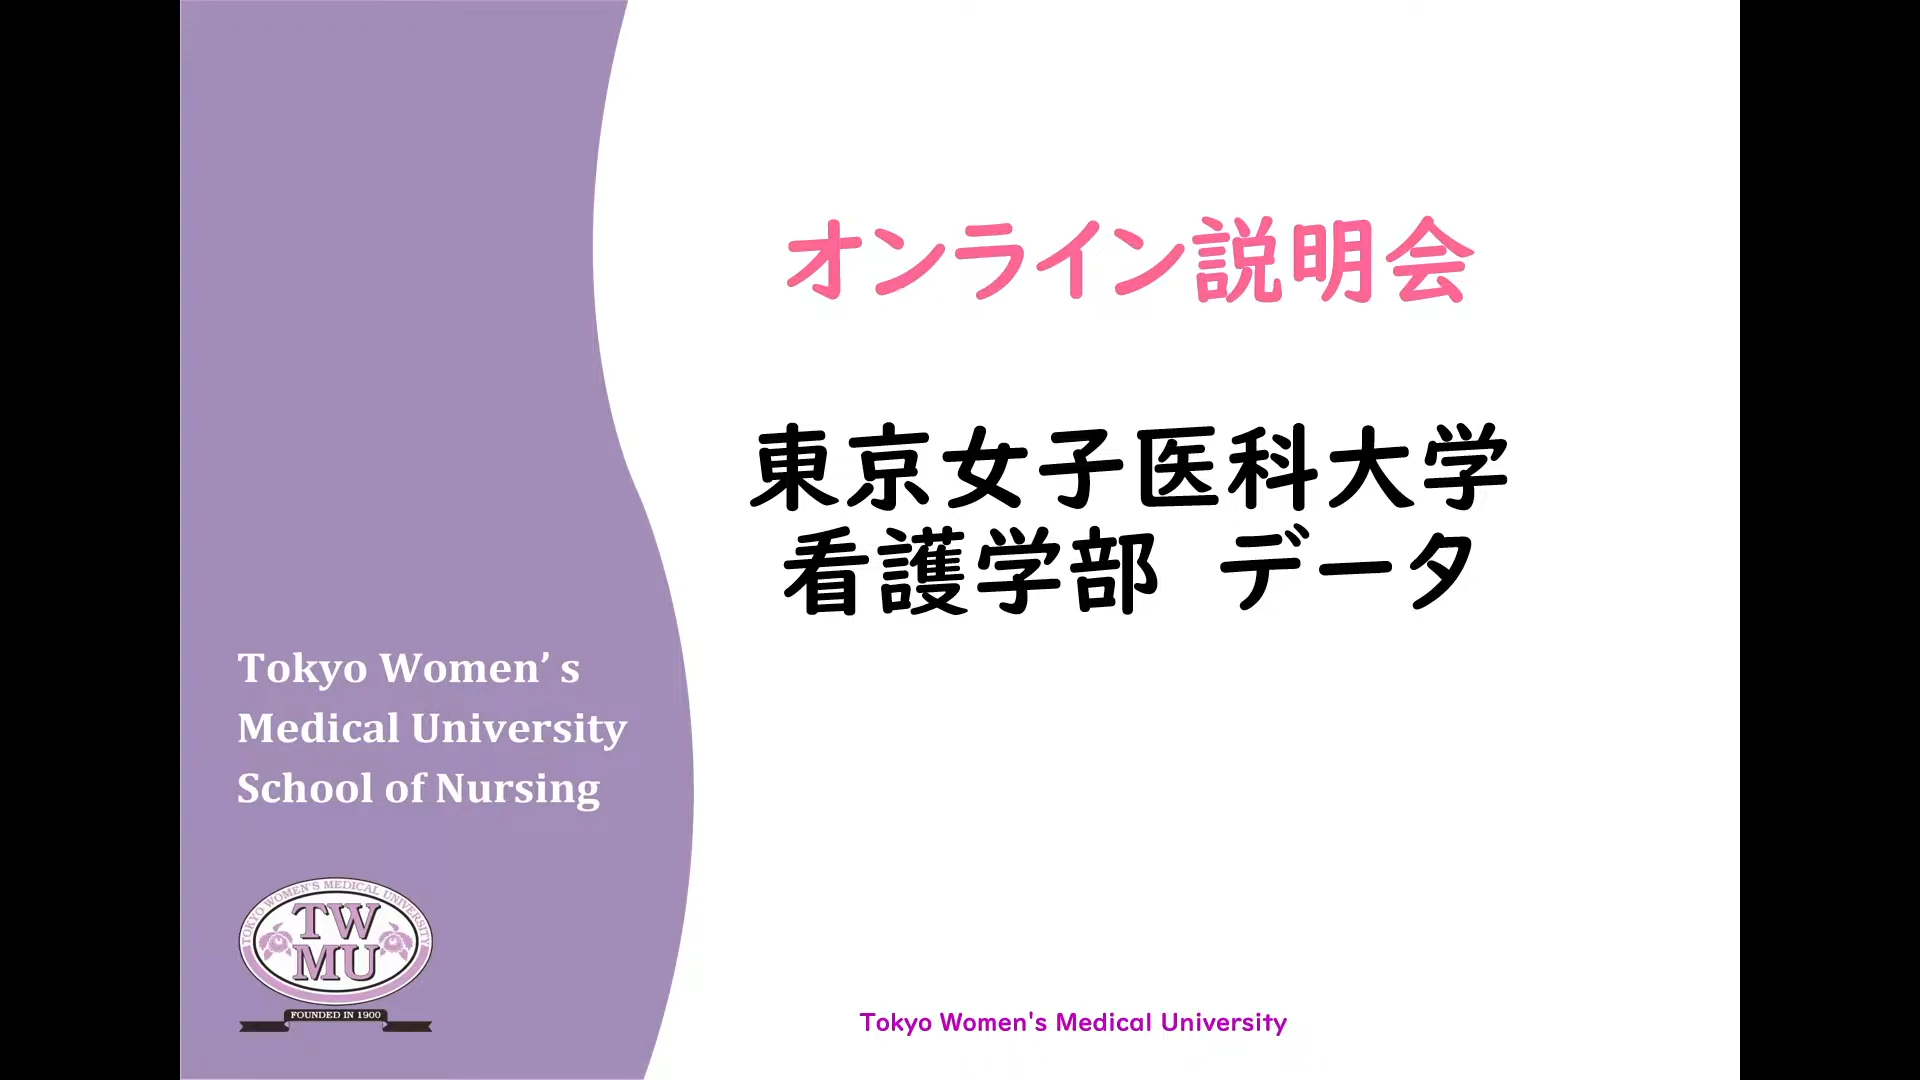 オンライン説明会
東京女子医科大学
看護学部 データ
Tokyo Women’s
Medical University
School of Nursing
TOKYO WOMEN'S MEDICAL UNIVERSITY
TW
MU
FOUNDED IN 1900
Tokyo Women's Medical University